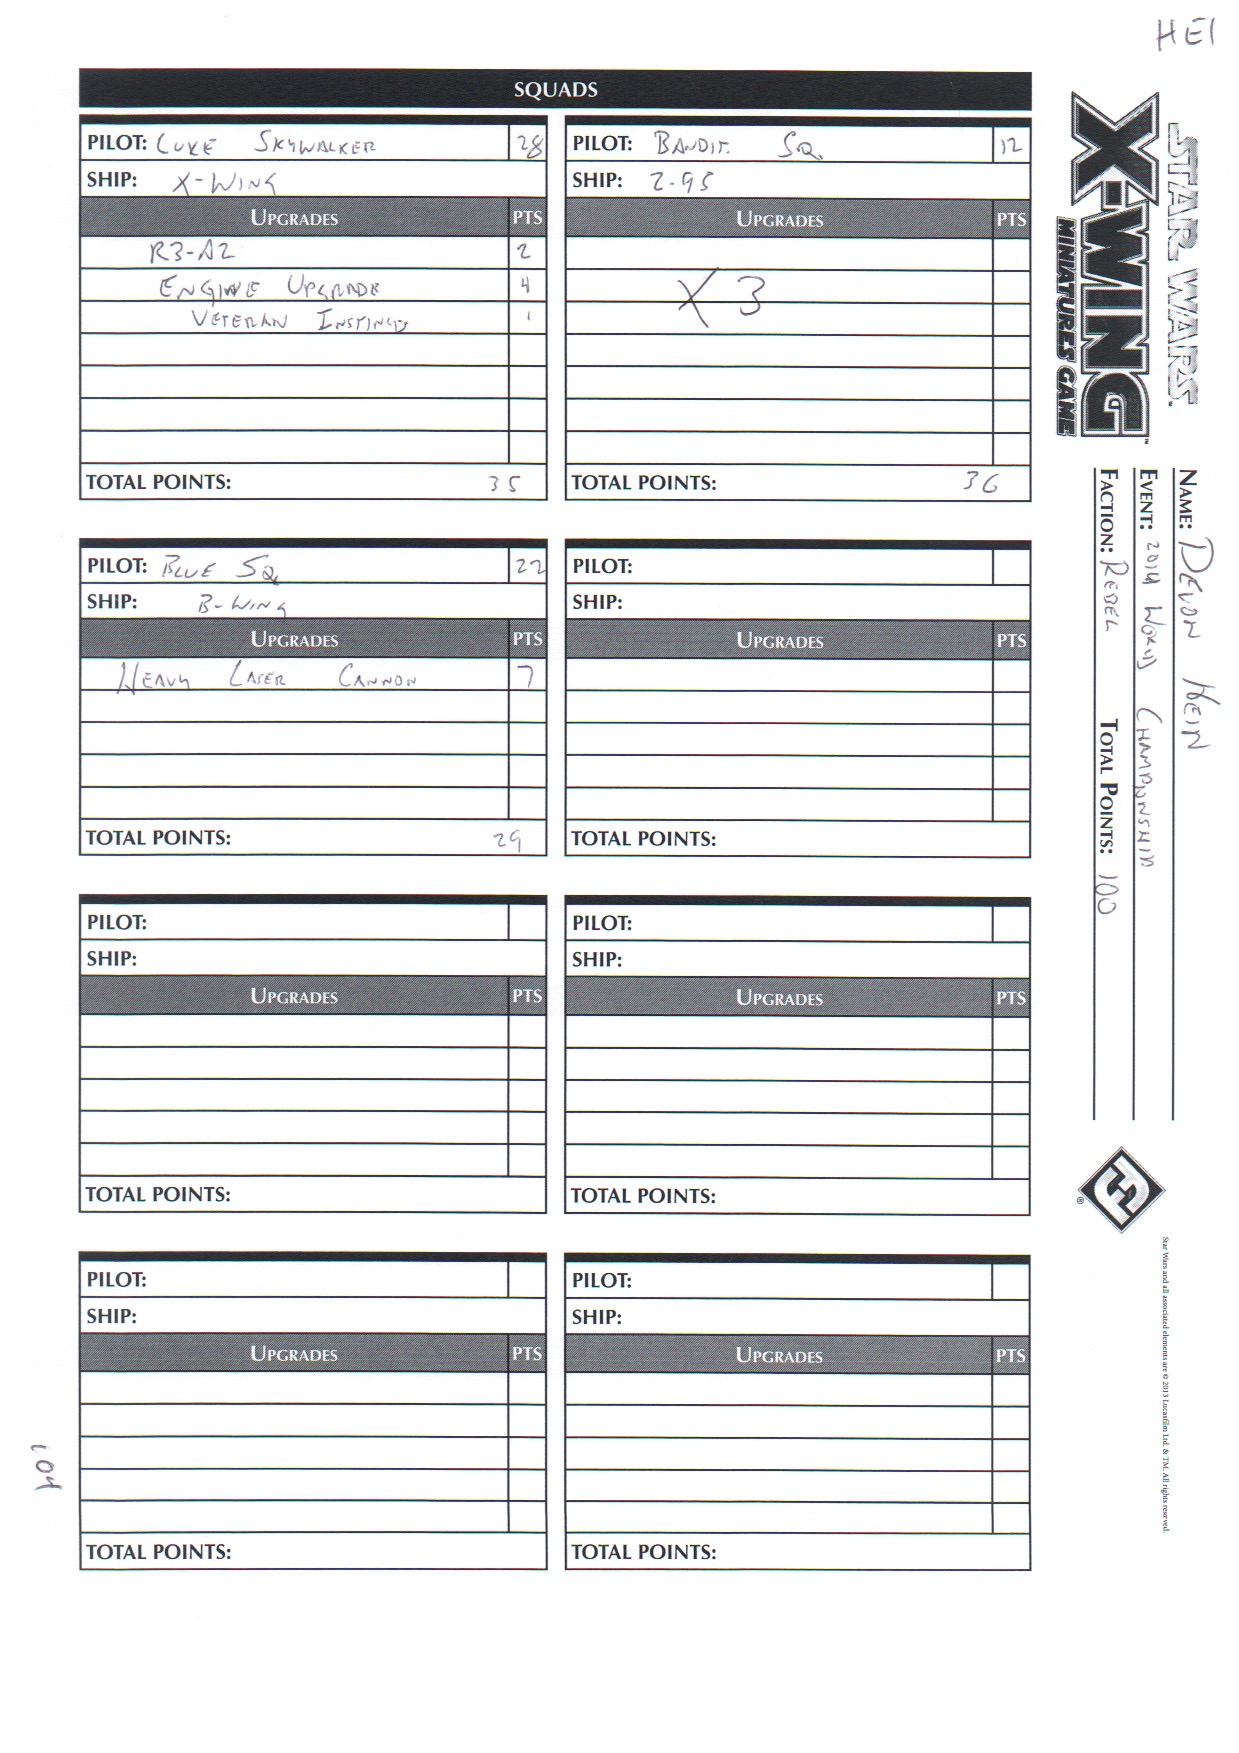 HEI
SQUADS
PILOT: LUKE SKYWALKER 28
SHIP: X-WING
UPGRADES PTS
R3-A2 2
ENGINE UPGRADE 4
VETERAN INSTINCTS 1
TOTAL POINTS: 35
PILOT: BANDIT SQ. 12
SHIP: Z-95
UPGRADES PTS
X 3
TOTAL POINTS: 36
PILOT: BLUE SQ 22
SHIP: B-WING
UPGRADES PTS
HEAVY LASER CANNON 7
TOTAL POINTS: 29
PILOT:
SHIP:
UPGRADES PTS
TOTAL POINTS:
PILOT:
SHIP:
UPGRADES PTS
TOTAL POINTS:
PILOT:
SHIP:
UPGRADES PTS
TOTAL POINTS:
PILOT:
SHIP:
UPGRADES PTS
TOTAL POINTS:
PILOT:
SHIP:
UPGRADES PTS
TOTAL POINTS:
STAR WARS™
X-WING™
MINIATURES GAME
NAME: DEVON HEIN
EVENT: 2014 WORLD CHAMPIONSHIP
FACTION: REBEL TOTAL POINTS: 100
®
Star Wars and all associated elements are © 2013 Lucasfilm Ltd. & TM. All rights reserved.